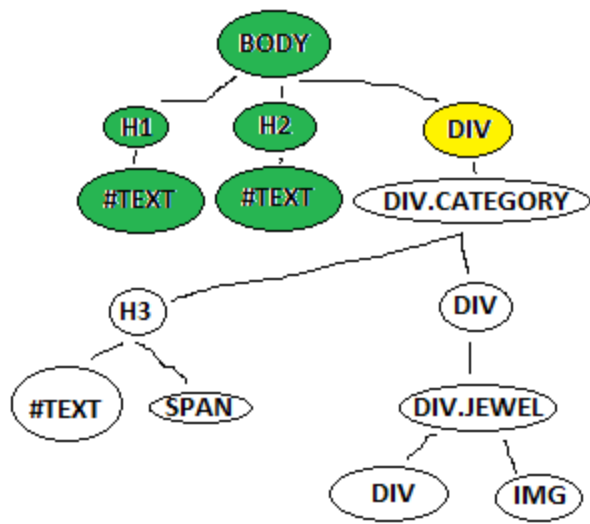 BODY
H1
H2
DIV
#TEXT
#TEXT
DIV.CATEGORY
H3
DIV
#TEXT
SPAN
DIV.JEWEL
DIV
IMG